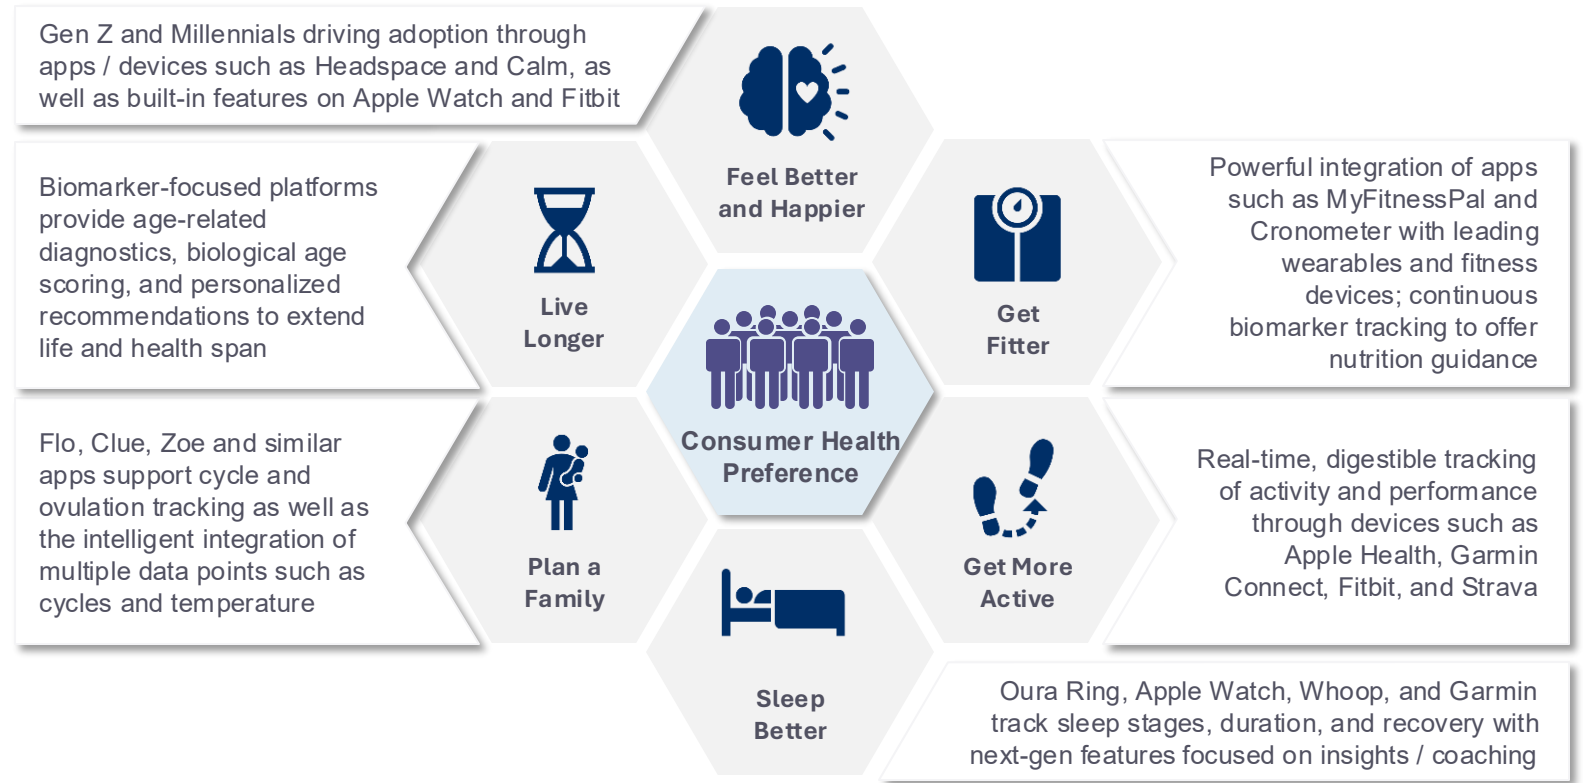 Gen Z and Millennials driving adoption through
apps / devices such as Headspace and Calm, as
well as built-in features on Apple Watch and Fitbit
Feel Better
and Happier
Biomarker-focused platforms
provide age-related
diagnostics, biological age
scoring, and personalized
recommendations to extend
life and health span
Live
Longer
Get
Fitter
Powerful integration of apps
such as MyFitnessPal and
Cronometer with leading
wearables and fitness
devices; continuous
biomarker tracking to offer
nutrition guidance
Consumer Health
Preference
Flo, Clue, Zoe and similar
apps support cycle and
ovulation tracking as well as
the intelligent integration of
multiple data points such as
cycles and temperature
Plan a
Family
Get More
Active
Real-time, digestible tracking
of activity and performance
through devices such as
Apple Health, Garmin
Connect, Fitbit, and Strava
Sleep
Better
Oura Ring, Apple Watch, Whoop, and Garmin
track sleep stages, duration, and recovery with
next-gen features focused on insights / coaching